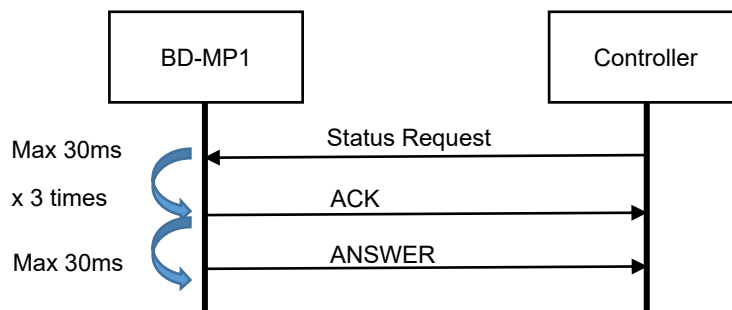 BD-MP1
Controller
Status Request
Max 30ms
x 3 times
ACK
ANSWER
Max 30ms